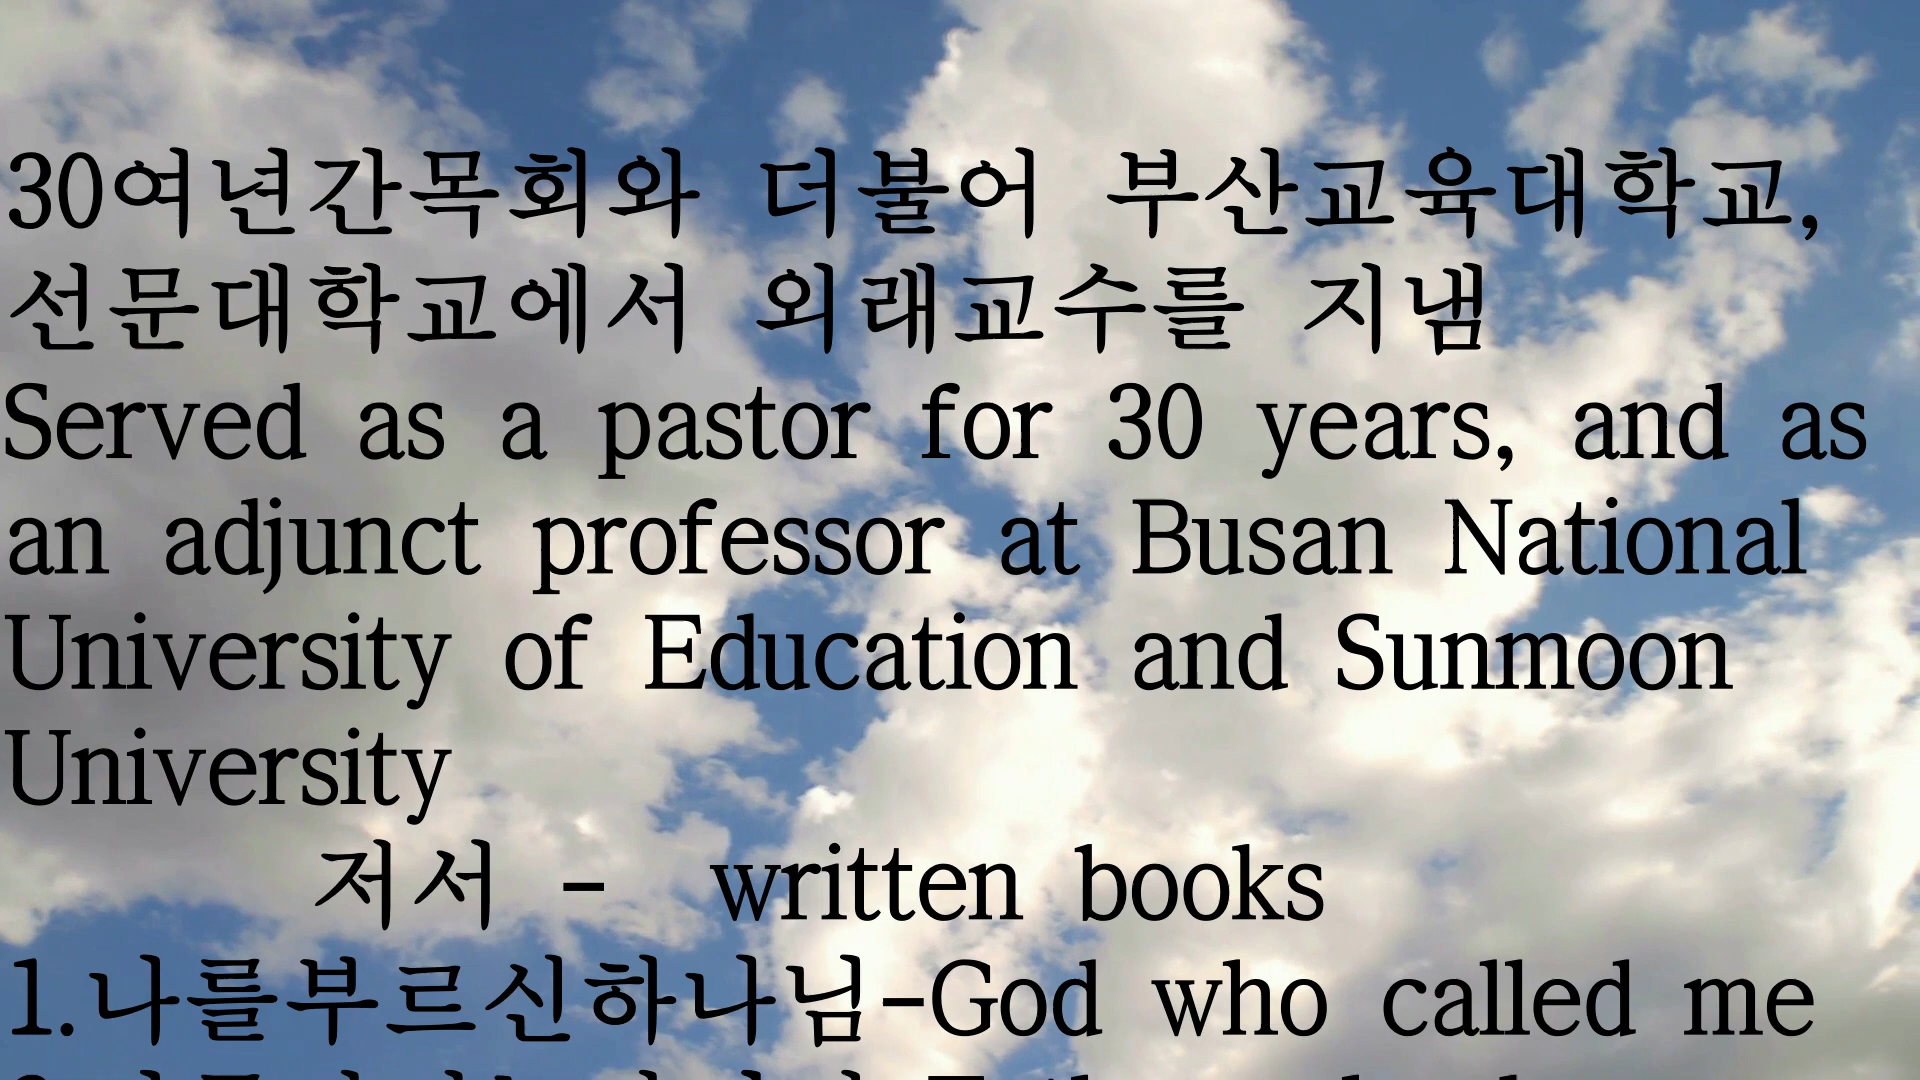 30여년간목회와 더불어 부산교육대학교,
선문대학교에서 외래교수를 지냄
Served as a pastor for 30 years, and as
an adjunct professor at Busan National
University of Education and Sunmoon
University
저서 - written books
1.나를부르신하나님-God who called me